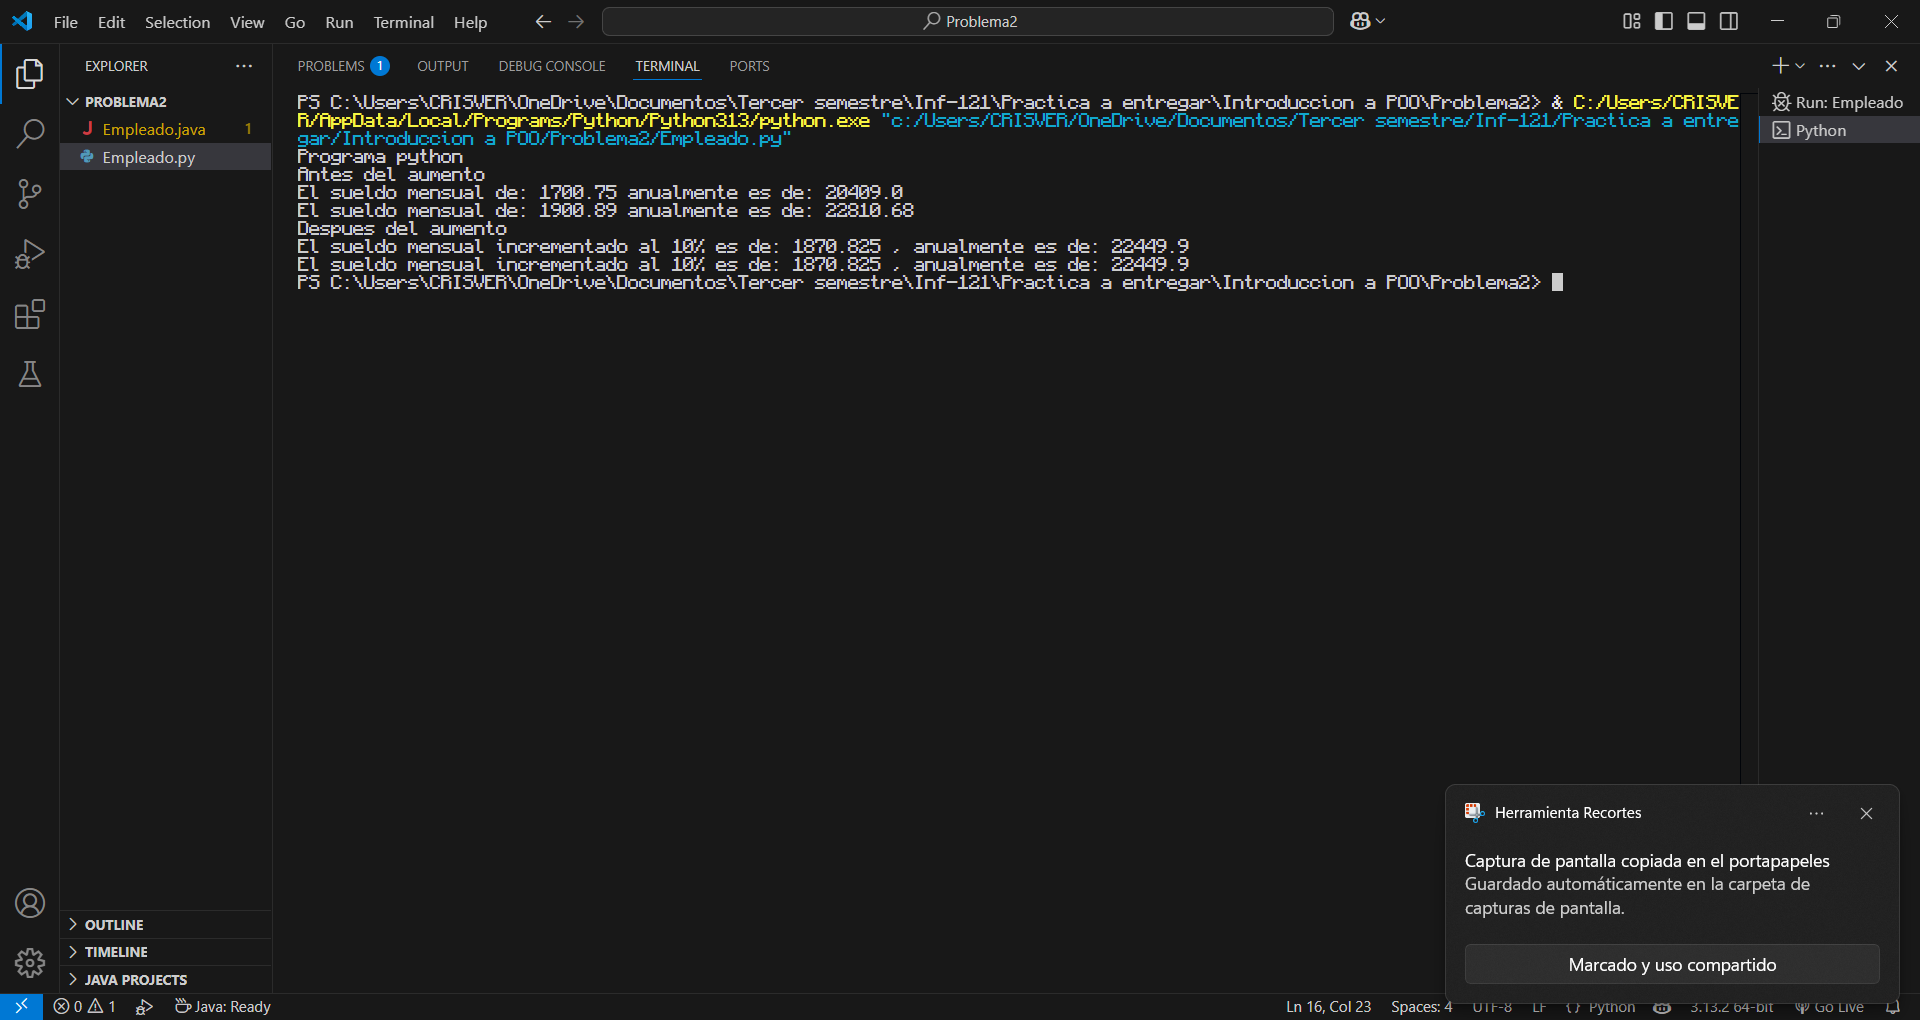 File Edit Selection View Go Run Terminal Help
Problema2
EXPLORER
PROBLEMA2
Empleado.java 1
Empleado.py
PROBLEMS 1 OUTPUT DEBUG CONSOLE TERMINAL PORTS
PS C:\Users\CRISVER\OneDrive\Documentos\Tercer semestre\Inf-121\Practica a entregar\Introduccion a POO\Problema2> & C:/Users/CRISVE
R/AppData/Local/Programs/Python/Python313/python.exe "c:/Users/CRISVER/OneDrive/Documentos/Tercer semestre/Inf-121/Practica a entre
gar/Introduccion a POO/Problema2/Empleado.py"
Programa python
Antes del aumento
El sueldo mensual de: 1700.75 anualmente es de: 20409.0
El sueldo mensual de: 1900.89 anualmente es de: 22810.68
Despues del aumento
El sueldo mensual incrementado al 10% es de: 1870.825 , anualmente es de: 22449.9
El sueldo mensual incrementado al 10% es de: 1870.825 , anualmente es de: 22449.9
PS C:\Users\CRISVER\OneDrive\Documentos\Tercer semestre\Inf-121\Practica a entregar\Introduccion a POO\Problema2>
Run: Empleado
Python
Herramienta Recortes
Captura de pantalla copiada en el portapapeles
Guardado automáticamente en la carpeta de
capturas de pantalla.
Marcado y uso compartido
OUTLINE
TIMELINE
JAVA PROJECTS
0 1 Java: Ready Ln 16, Col 23 Spaces: 4 UTF-8 LF {} Python 3.13.2 64-bit Go Live